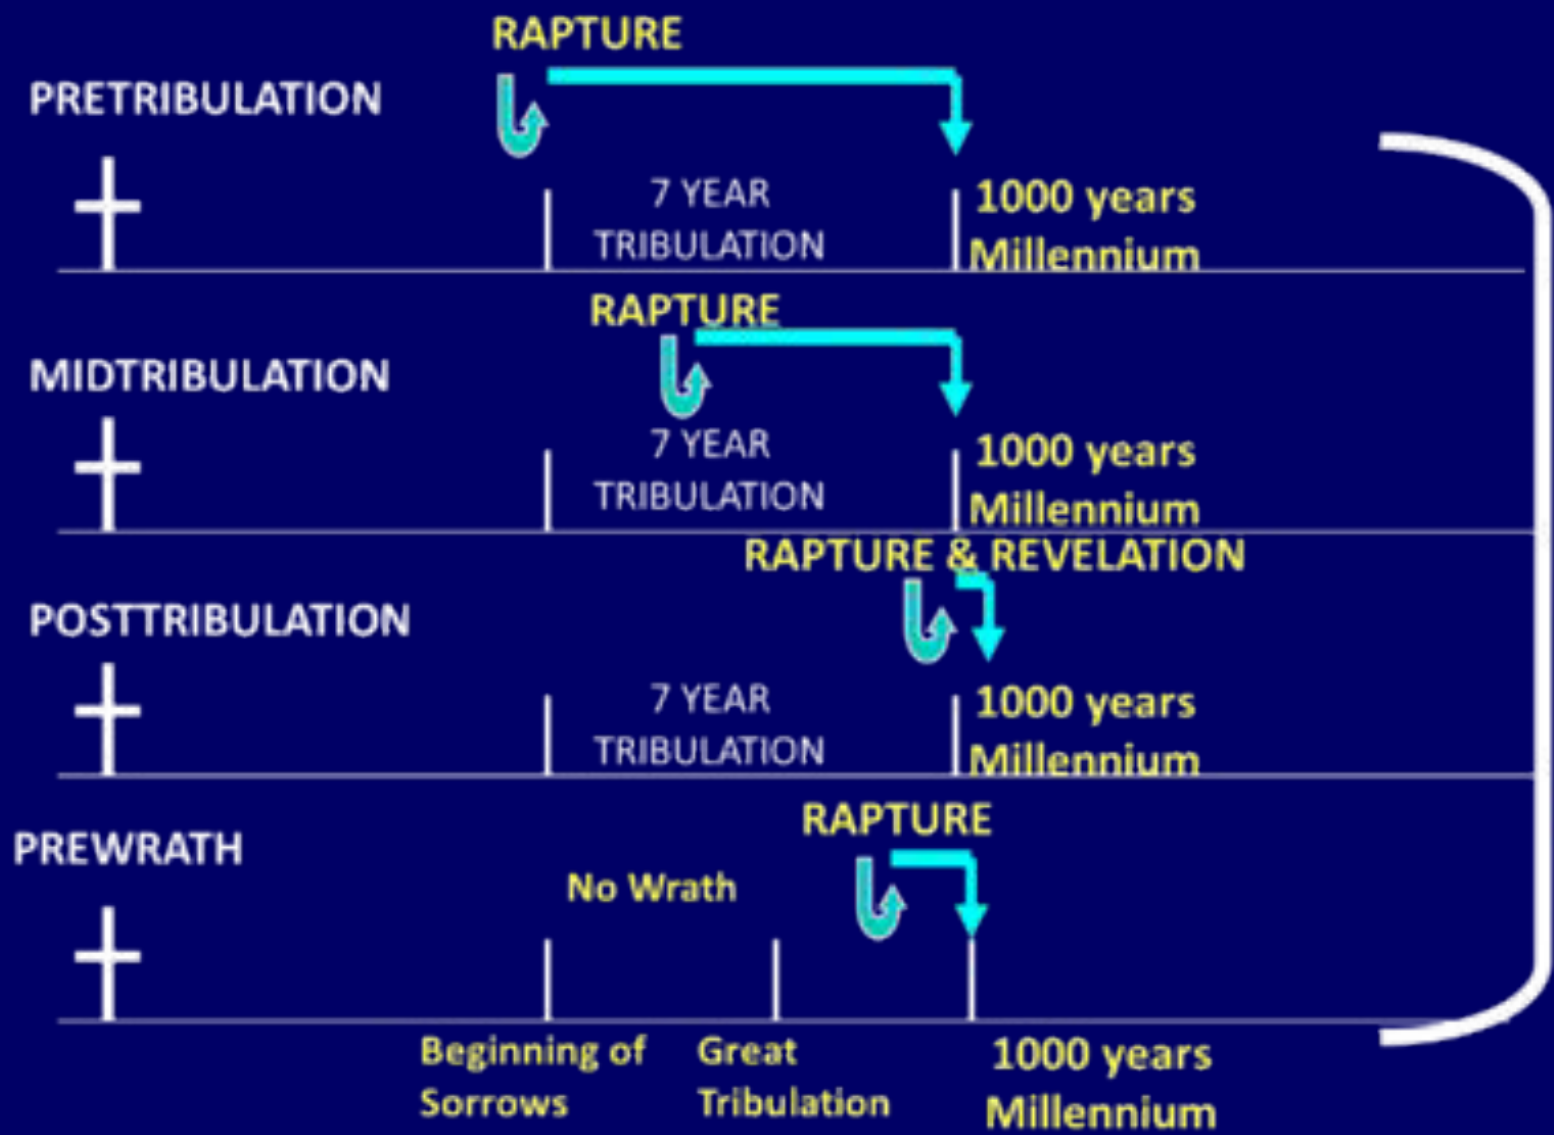 RAPTURE
PRETRIBULATION
7 YEAR
TRIBULATION
1000 years
Millennium
RAPTURE
MIDTRIBULATION
7 YEAR
TRIBULATION
1000 years
Millennium
RAPTURE & REVELATION
POSTTRIBULATION
7 YEAR
TRIBULATION
1000 years
Millennium
RAPTURE
PREWRATH
No Wrath
Beginning of
Sorrows
Great
Tribulation
1000 years
Millennium